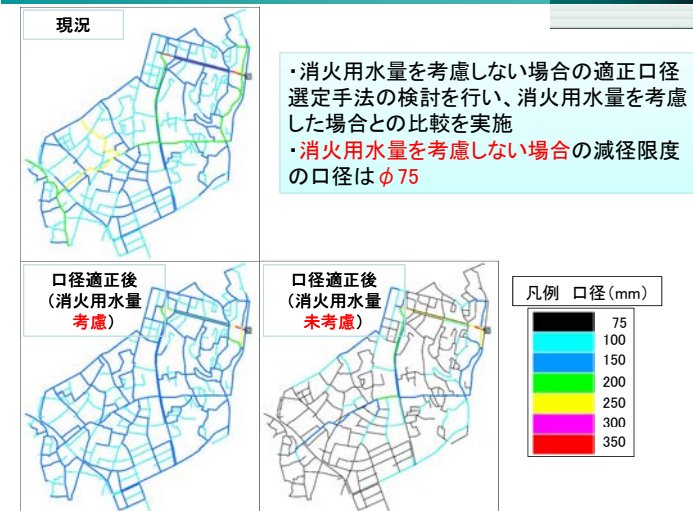 現況
・消火用水量を考慮しない場合の適正口径
選定手法の検討を行い、消火用水量を考慮
した場合との比較を実施
・消火用水量を考慮しない場合の減径限度
の口径はφ75
口径適正後
（消火用水量
考慮）
口径適正後
（消火用水量
未考慮）
凡例 口径（mm）
75
100
150
200
250
300
350